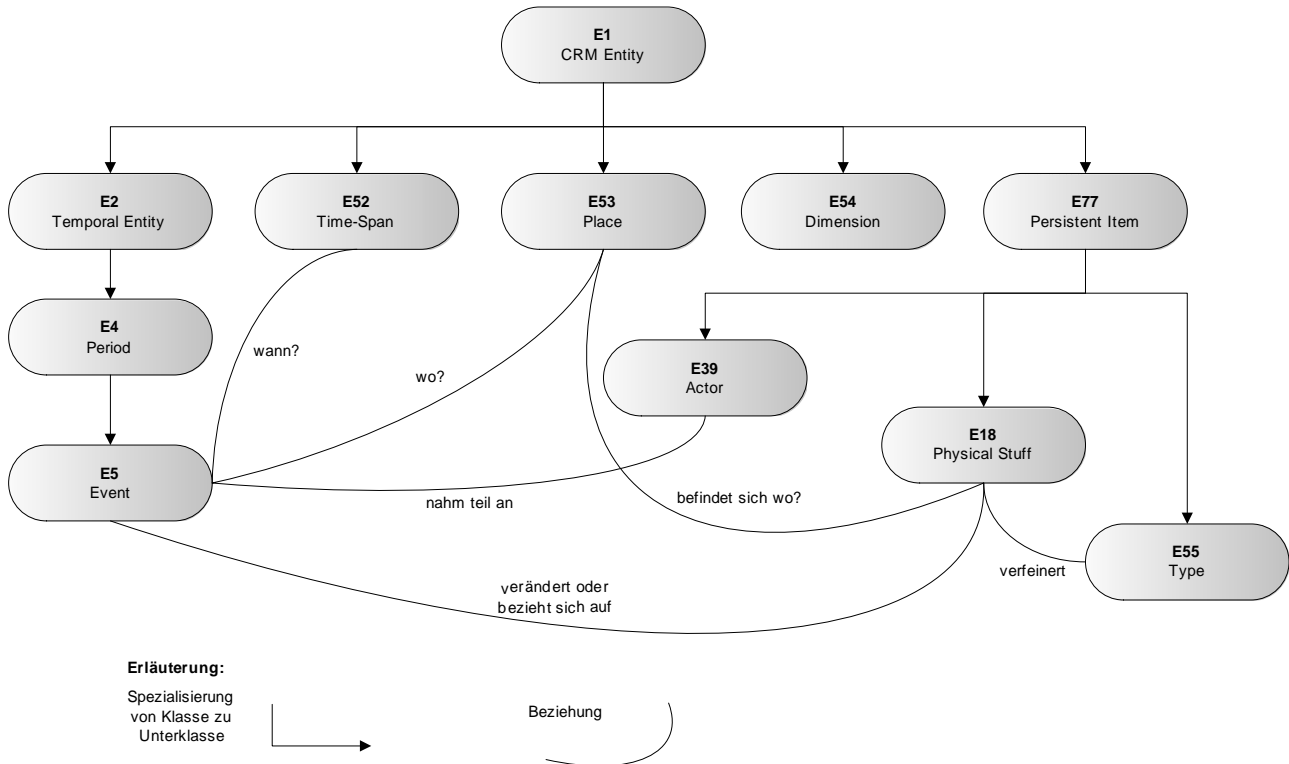 E1
CRM Entity
E2
Temporal Entity
E52
Time-Span
E53
Place
E54
Dimension
E77
Persistent Item
E4
Period
wann?
wo?
E39
Actor
E18
Physical Stuff
E5
Event
nahm teil an
befindet sich wo?
E55
Type
verfeinert
verändert oder
bezieht sich auf
Erläuterung:
Spezialisierung
von Klasse zu
Unterklasse
Beziehung